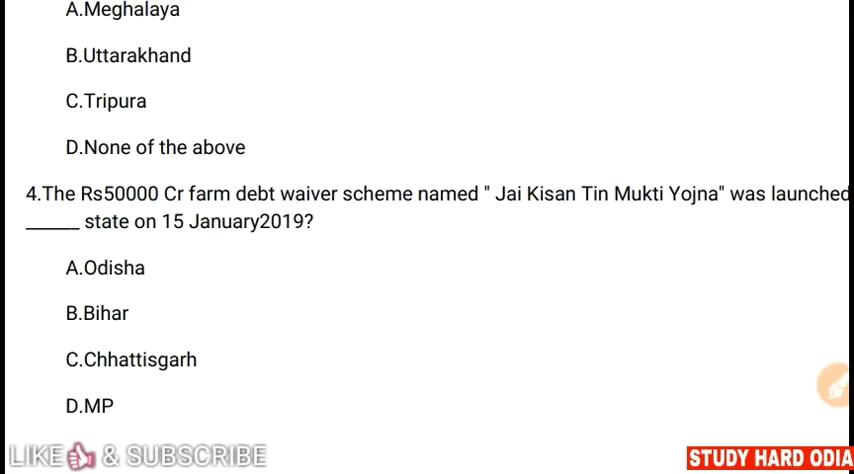 A.Meghalaya
B.Uttarakhand
C.Tripura
D.None of the above
4.The Rs50000 Cr farm debt waiver scheme named " Jai Kisan Tin Mukti Yojna" was launched
______ state on 15 January2019?
A.Odisha
B.Bihar
C.Chhattisgarh
D.MP
LIKE & SUBSCRIBE
STUDY HARD ODIA